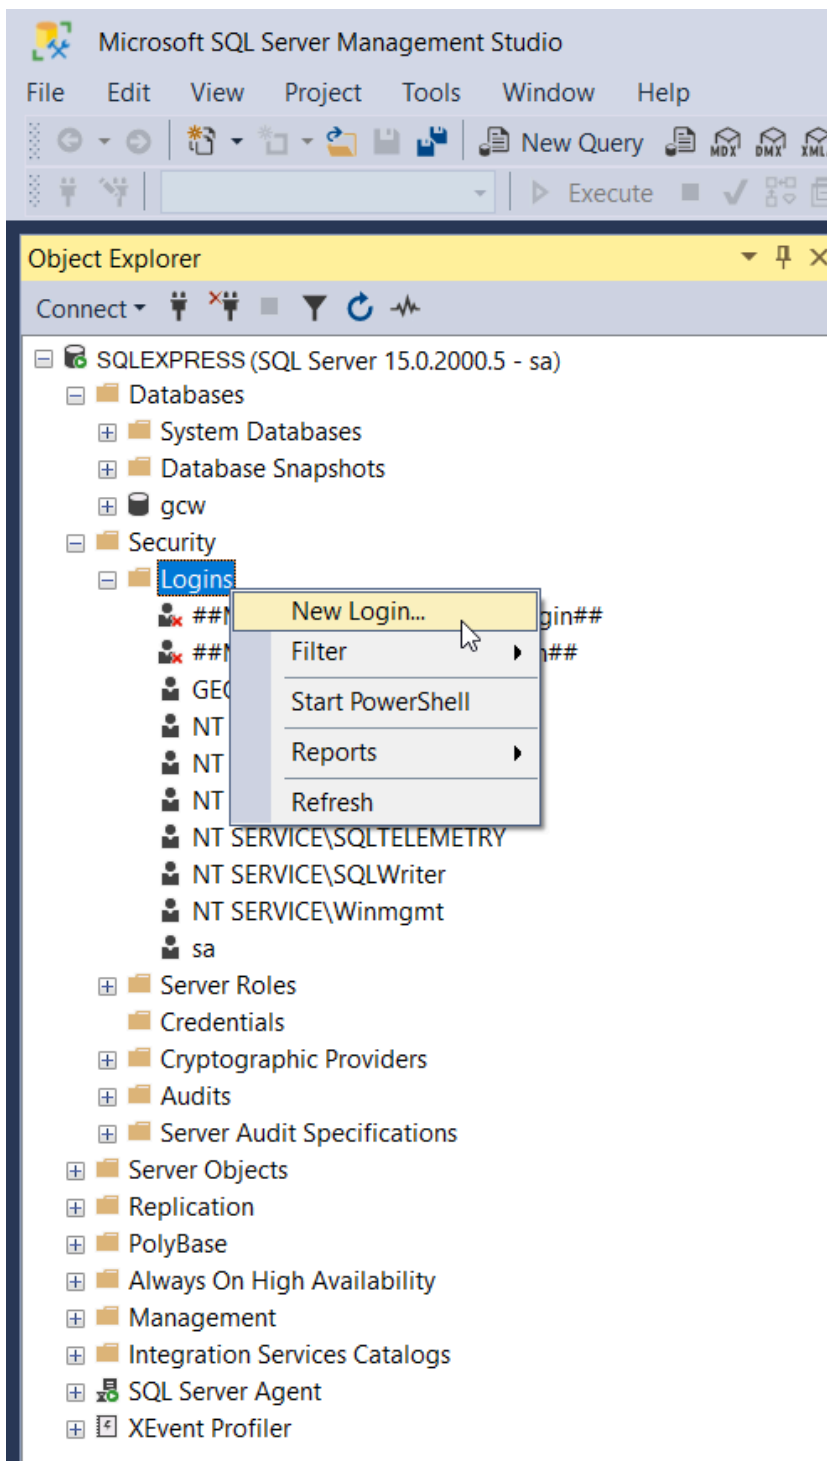 Microsoft SQL Server Management Studio
File Edit View Project Tools Window Help
New Query MDX DMX XML
Execute
Object Explorer
Connect
SQLEXPRESS (SQL Server 15.0.2000.5 - sa)
Databases
System Databases
Database Snapshots
gcw
Security
Logins
##
New Login...
gin##
##
Filter
##
GE
Start PowerShell
NT
NT
Reports
NT
Refresh
NT SERVICE\SQLTELEMETRY
NT SERVICE\SQLWriter
NT SERVICE\Winmgmt
sa
Server Roles
Credentials
Cryptographic Providers
Audits
Server Audit Specifications
Server Objects
Replication
PolyBase
Always On High Availability
Management
Integration Services Catalogs
SQL Server Agent
XEvent Profiler